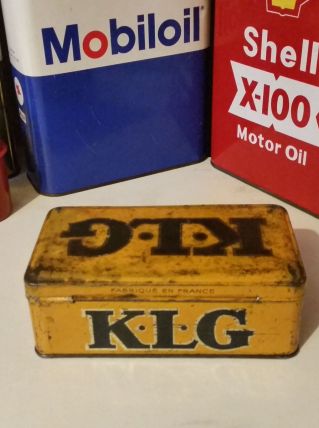 Mobiloil®
Shell
X-100
Motor Oil
K·L·G
FABRIQUÉ EN FRANCE
K·L·G